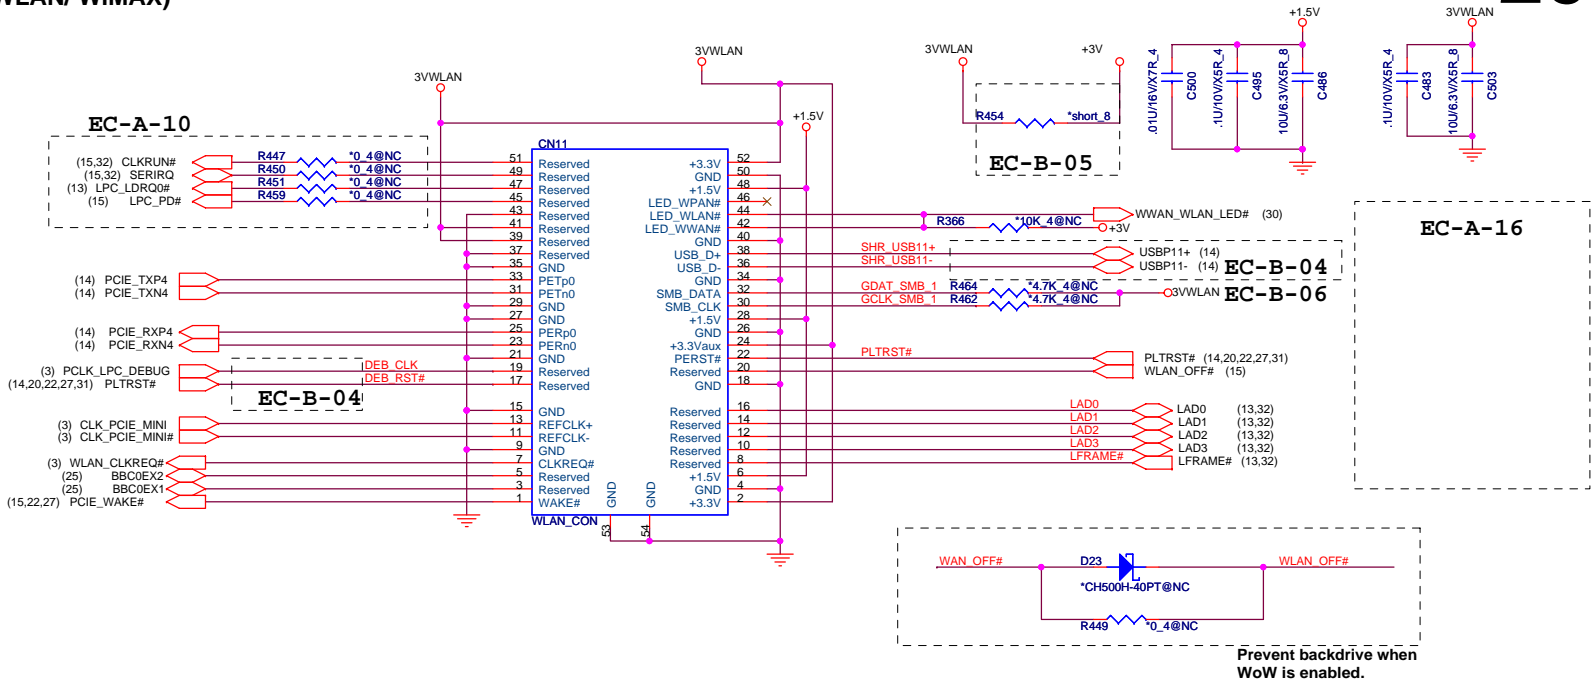 WLAN/ WIMAX)
EC-A-10
(15,32) CLKRUN#
(15,32) SERIRQ
(13) LPC_LDRQ0#
(15) LPC_PD#
R447 *0_4@NC
R450 *0_4@NC
R451 *0_4@NC
R459 *0_4@NC
3VWLAN
3VWLAN
+1.5V
CN11
51 Reserved +3.3V 52
49 Reserved GND 50
47 Reserved +1.5V 48
45 Reserved LED_WPAN# 46
43 Reserved LED_WLAN# 44
41 Reserved LED_WWAN# 42
39 Reserved GND 40
37 Reserved USB_D+ 38
35 GND USB_D- 36
33 PETp0 GND 34
31 PETn0 SMB_DATA 32
29 GND SMB_CLK 30
27 GND +1.5V 28
25 PERp0 GND 26
23 PERn0 +3.3Vaux 24
21 GND PERST# 22
19 Reserved Reserved 20
17 Reserved GND 18
15 GND Reserved 16
13 REFCLK+ Reserved 14
11 REFCLK- Reserved 12
9 GND Reserved 10
7 CLKREQ# Reserved 8
5 Reserved +1.5V 6
3 Reserved GND 4
1 WAKE# +3.3V 2
GND GND
WLAN_CON 53 54
(14) PCIE_TXP4
(14) PCIE_TXN4
(14) PCIE_RXP4
(14) PCIE_RXN4
(3) PCLK_LPC_DEBUG
(14,20,22,27,31) PLTRST#
DEB_CLK
DEB_RST#
EC-B-04
(3) CLK_PCIE_MINI
(3) CLK_PCIE_MINI#
(3) WLAN_CLKREQ#
(25) BBC0EX2
(25) BBC0EX1
(15,22,27) PCIE_WAKE#
3VWLAN +3V
R454 *short_8
EC-B-05
+1.5V
.01U/16V/X7R_4 C500
.1U/10V/X5R_4 C495
10U/6.3V/X5R_8 C486
3VWLAN
.1U/10V/X5R_4 C483
10U/6.3V/X5R_8 C503
WWAN_WLAN_LED# (30)
R366 *10K_4@NC +3V
SHR_USB11+ USBP11+ (14)
SHR_USB11- USBP11- (14)
EC-B-04
GDAT_SMB_1 R464 *4.7K_4@NC
GCLK_SMB_1 R462 *4.7K_4@NC
3VWLAN EC-B-06
PLTRST# PLTRST# (14,20,22,27,31)
WLAN_OFF# (15)
LAD0 LAD0 (13,32)
LAD1 LAD1 (13,32)
LAD2 LAD2 (13,32)
LAD3 LAD3 (13,32)
LFRAME# LFRAME# (13,32)
EC-A-16
WAN_OFF# D23 WLAN_OFF#
*CH500H-40PT@NC
R449 *0_4@NC
Prevent backdrive when
WoW is enabled.